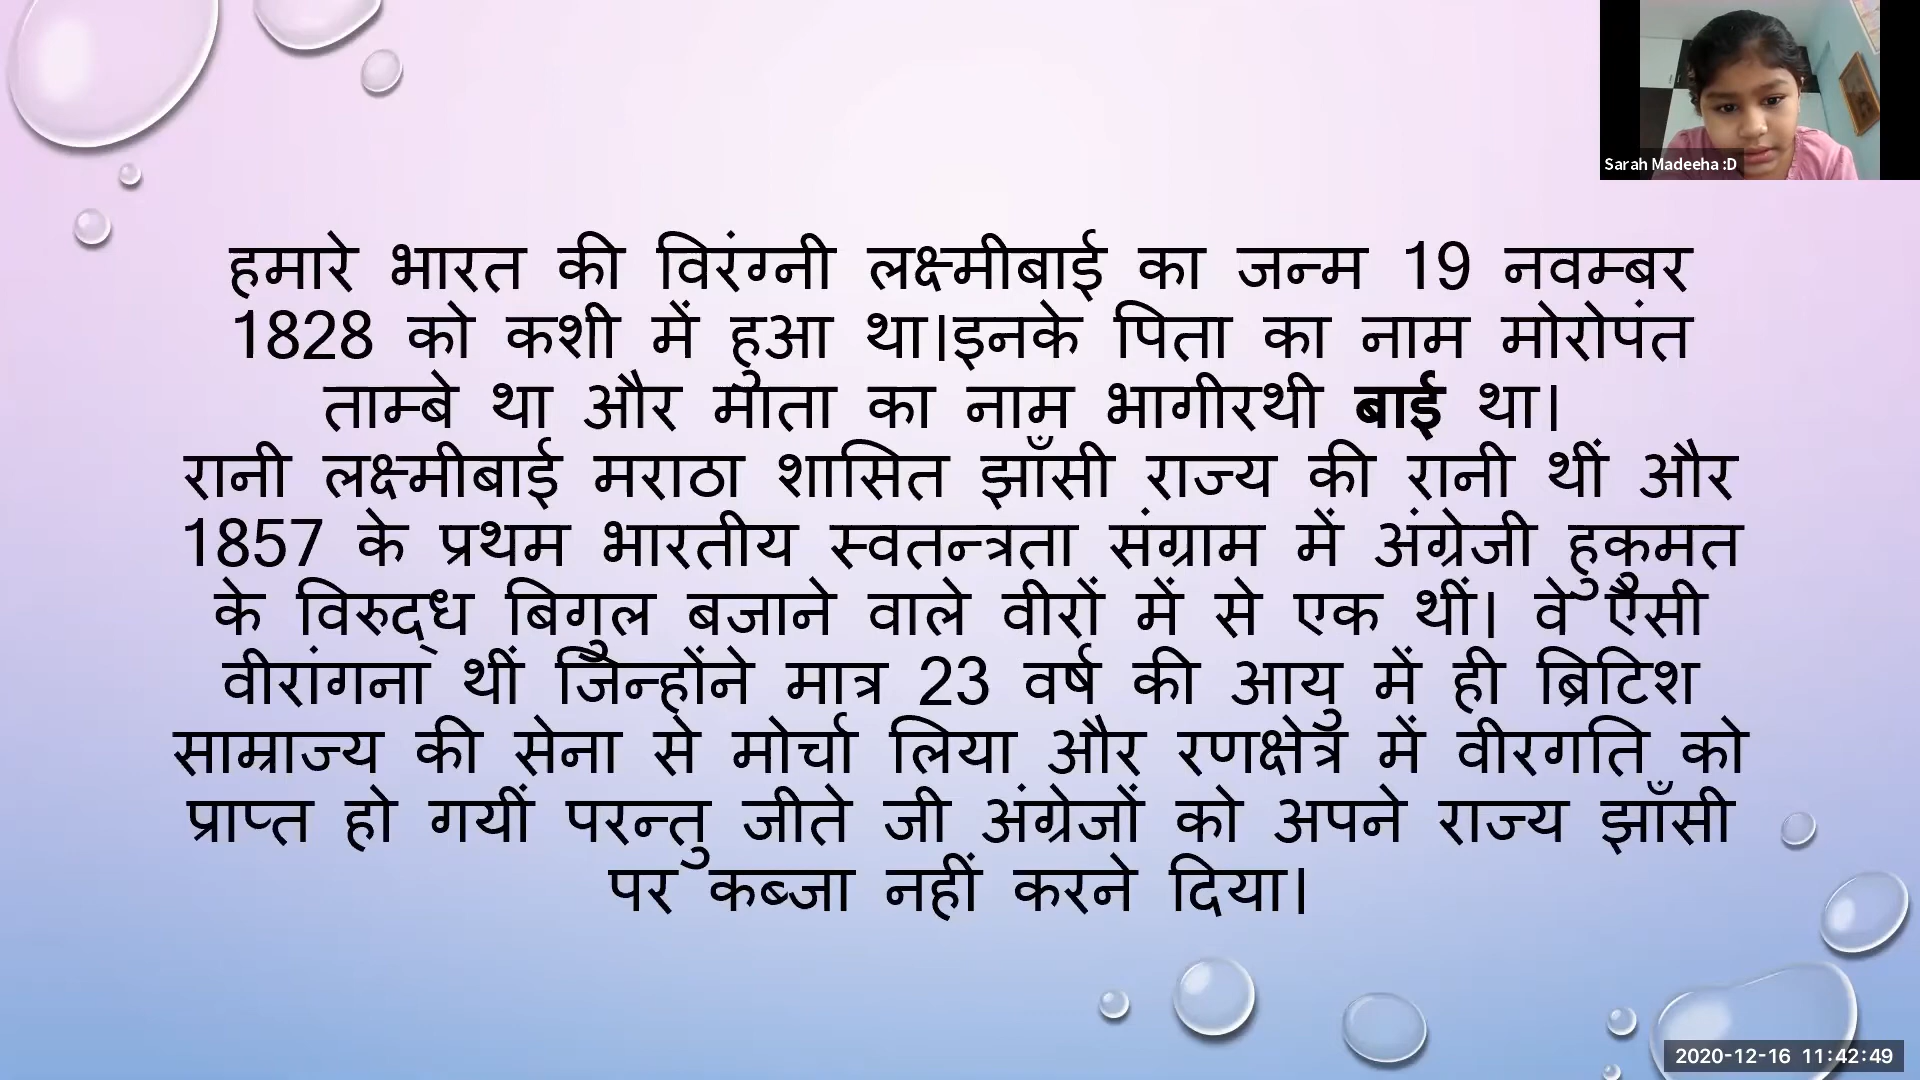 Sarah Madeeha :D
हमारे भारत की विरंग्नी लक्ष्मीबाई का जन्म 19 नवम्बर
1828 को कशी में हुआ था।इनके पिता का नाम मोरोपंत
ताम्बे था और माता का नाम भागीरथी बाई था।
रानी लक्ष्मीबाई मराठा शासित झाँसी राज्य की रानी थीं और
1857 के प्रथम भारतीय स्वतन्त्रता संग्राम में अंग्रेजी हुकुमत
के विरुद्ध बिगुल बजाने वाले वीरों में से एक थीं। वे ऐसी
वीरांगना थीं जिन्होंने मात्र 23 वर्ष की आयु में ही ब्रिटिश
साम्राज्य की सेना से मोर्चा लिया और रणक्षेत्र में वीरगति को
प्राप्त हो गयीं परन्तु जीते जी अंग्रेजों को अपने राज्य झाँसी
पर कब्जा नहीं करने दिया।
2020-12-16 11:42:49